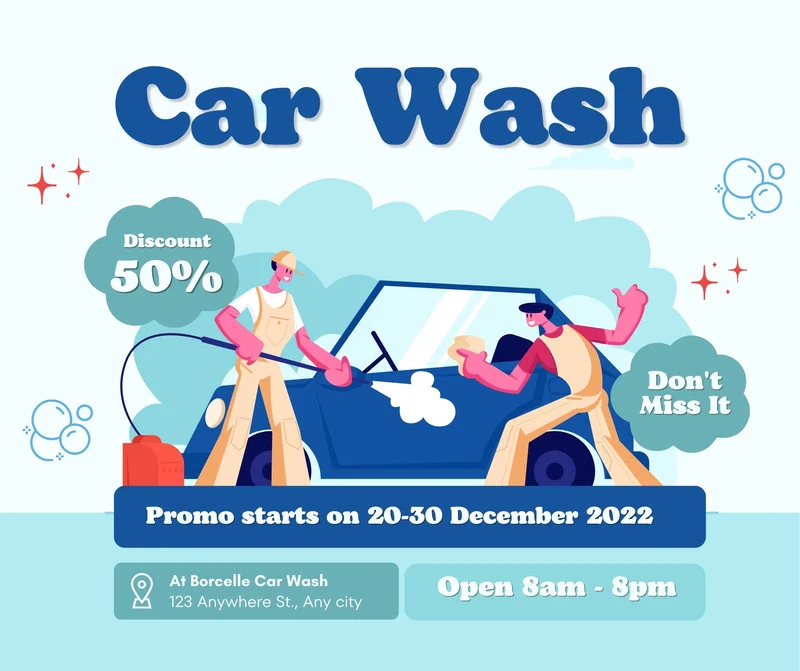 Car Wash
Discount
50%
Don't
Miss It
Promo starts on 20-30 December 2022
At Borcelle Car Wash
123 Anywhere St., Any city
Open 8am - 8pm